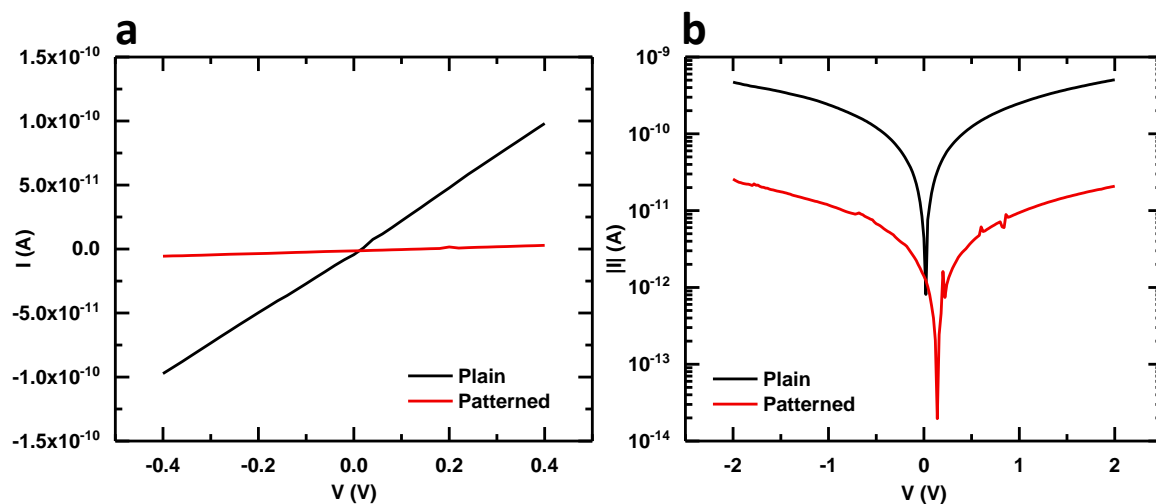 a
1.5x10⁻¹⁰
1.0x10⁻¹⁰
5.0x10⁻¹¹
0.0
-5.0x10⁻¹¹
-1.0x10⁻¹⁰
-1.5x10⁻¹⁰
I (A)
Plain
Patterned
-0.4 -0.2 0.0 0.2 0.4
V (V)
b
10⁻⁹
10⁻¹⁰
10⁻¹¹
10⁻¹²
10⁻¹³
10⁻¹⁴
|I| (A)
Plain
Patterned
-2 -1 0 1 2
V (V)